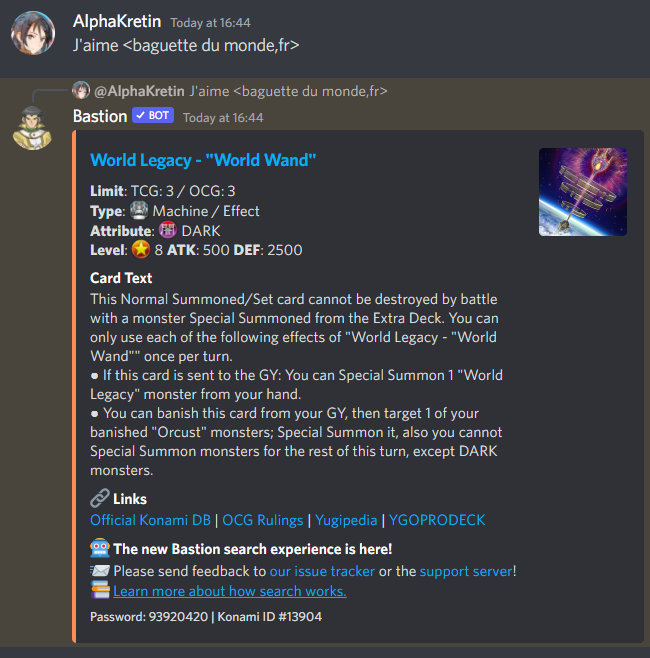 AlphaKretin Today at 16:44
J'aime <baguette du monde,fr>
@AlphaKretin J'aime <baguette du monde,fr>
Bastion ✓ BOT Today at 16:44
World Legacy - "World Wand"
Limit: TCG: 3 / OCG: 3
Type: Machine / Effect
Attribute: DARK
Level: 8 ATK: 500 DEF: 2500
Card Text
This Normal Summoned/Set card cannot be destroyed by battle
with a monster Special Summoned from the Extra Deck. You can
only use each of the following effects of "World Legacy - "World
Wand"" once per turn.
● If this card is sent to the GY: You can Special Summon 1 "World
Legacy" monster from your hand.
● You can banish this card from your GY, then target 1 of your
banished "Orcust" monsters; Special Summon it, also you cannot
Special Summon monsters for the rest of this turn, except DARK
monsters.
Links
Official Konami DB | OCG Rulings | Yugipedia | YGOPRODECK
The new Bastion search experience is here!
Please send feedback to our issue tracker or the support server!
Learn more about how search works.
Password: 93920420 | Konami ID #13904